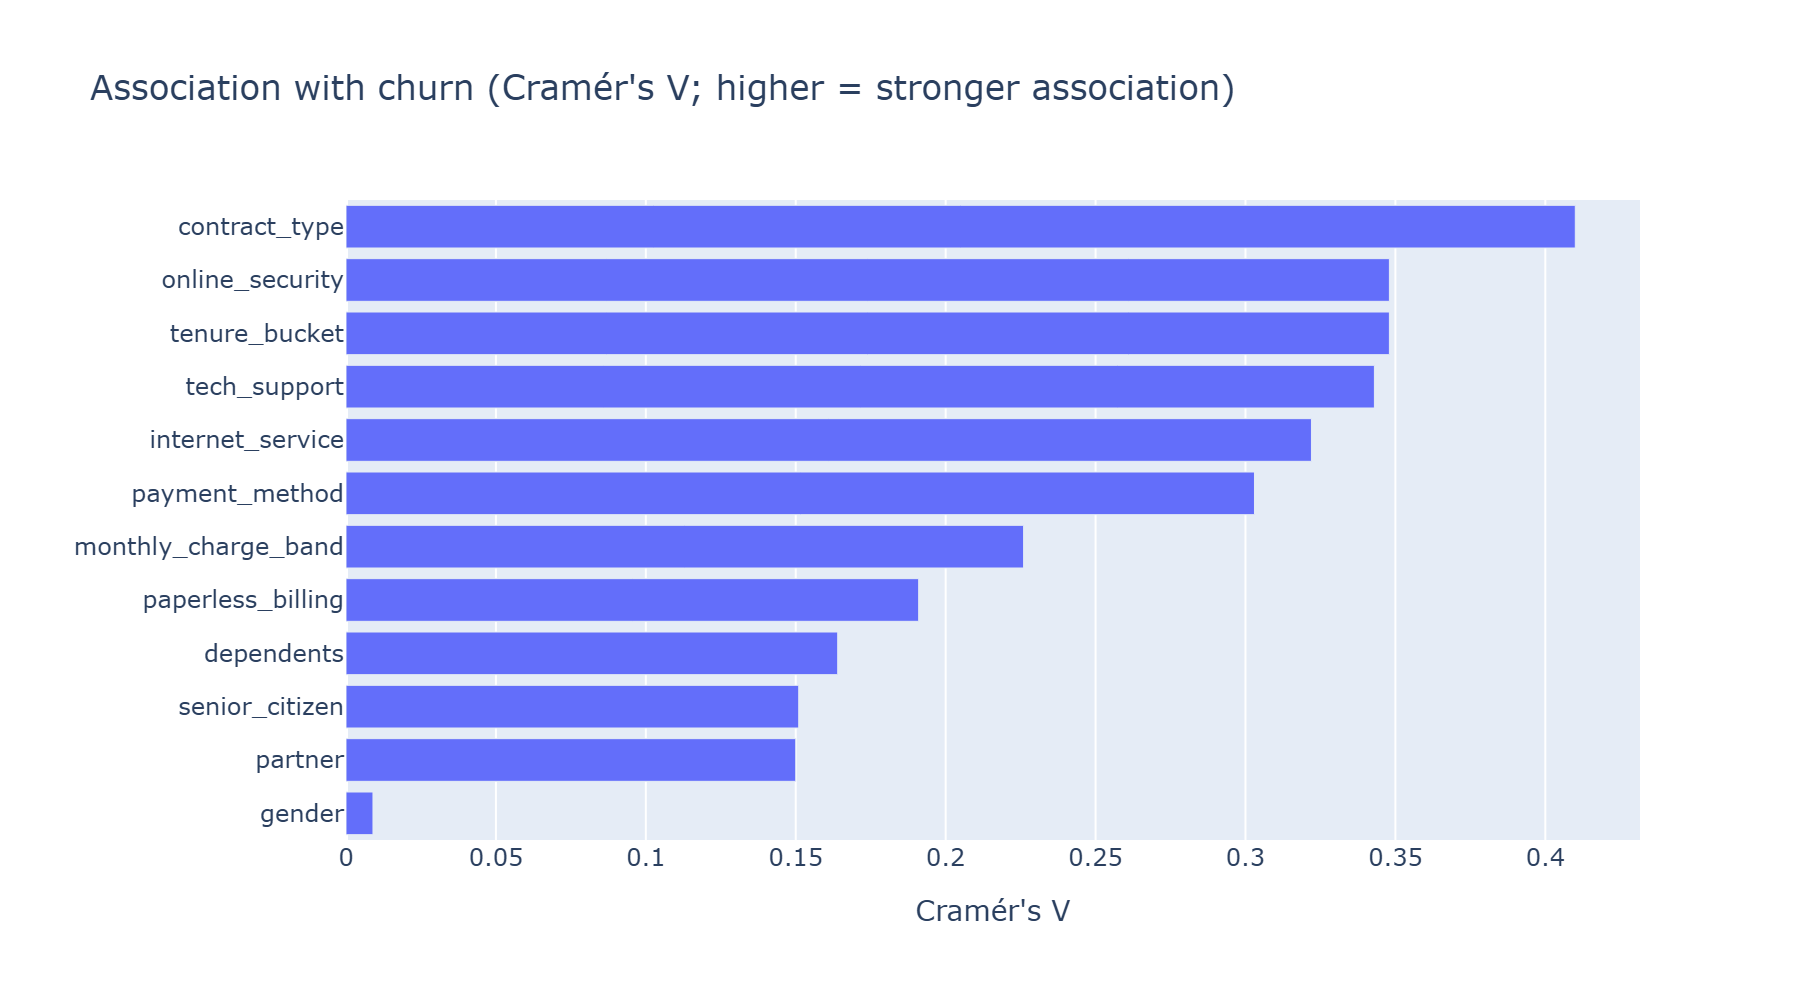 Association with churn (Cramér's V; higher = stronger association)
contract_type
online_security
tenure_bucket
tech_support
internet_service
payment_method
monthly_charge_band
paperless_billing
dependents
senior_citizen
partner
gender
0 0.05 0.1 0.15 0.2 0.25 0.3 0.35 0.4
Cramér's V